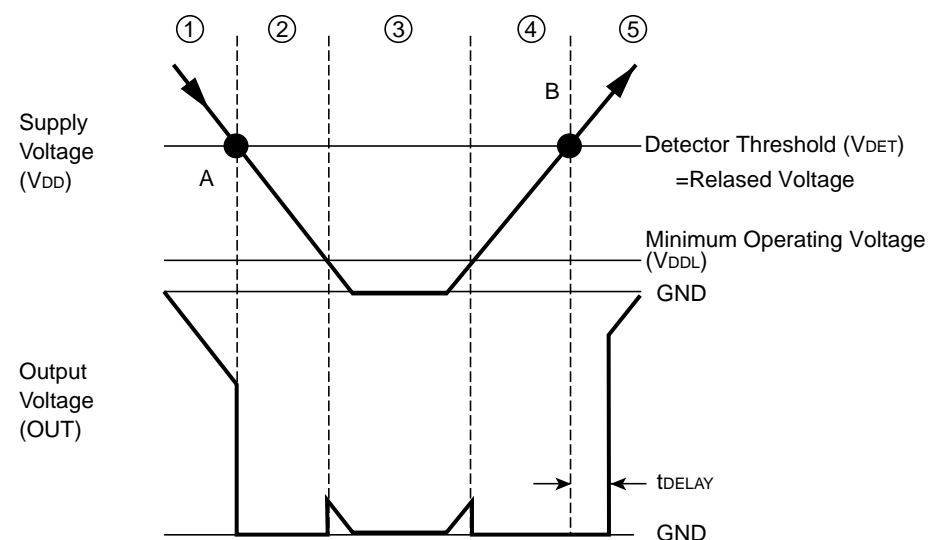 ① ② ③ ④ ⑤
Supply
Voltage
(VDD)
A
B
Detector Threshold (VDET)
=Relased Voltage
Minimum Operating Voltage
(VDDL)
GND
Output
Voltage
(OUT)
tDELAY
GND